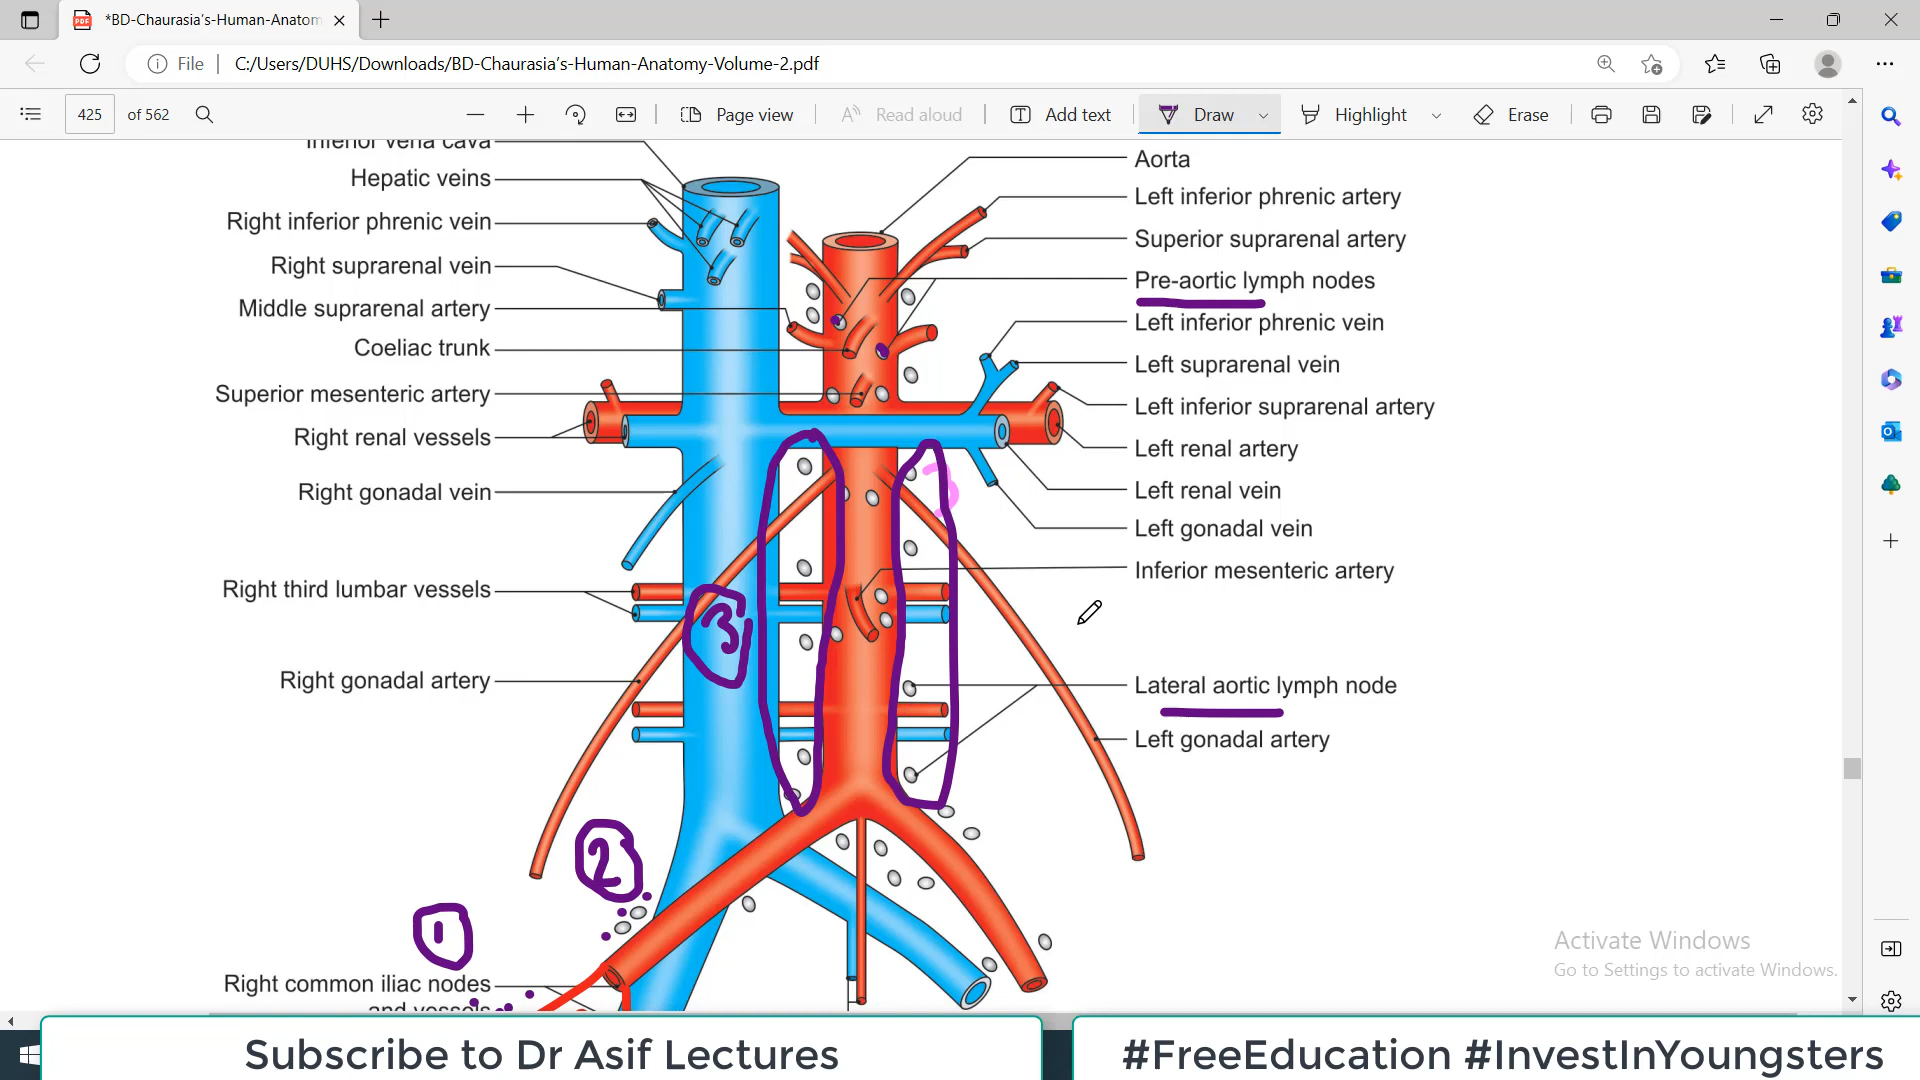 *BD-Chaurasia's-Human-Anatom
File
C:/Users/DUHS/Downloads/BD-Chaurasia's-Human-Anatomy-Volume-2.pdf
425 of 562
Page view
Read aloud
Add text
Draw
Highlight
Erase
Inferior vena cava
Hepatic veins
Right inferior phrenic vein
Right suprarenal vein
Middle suprarenal artery
Coeliac trunk
Superior mesenteric artery
Right renal vessels
Right gonadal vein
Right third lumbar vessels
Right gonadal artery
Right common iliac nodes
and vessels
Aorta
Left inferior phrenic artery
Superior suprarenal artery
Pre-aortic lymph nodes
Left inferior phrenic vein
Left suprarenal vein
Left inferior suprarenal artery
Left renal artery
Left renal vein
Left gonadal vein
Inferior mesenteric artery
Lateral aortic lymph node
Left gonadal artery
3
2
1
Activate Windows
Go to Settings to activate Windows.
Subscribe to Dr Asif Lectures
#FreeEducation #InvestInYoungsters